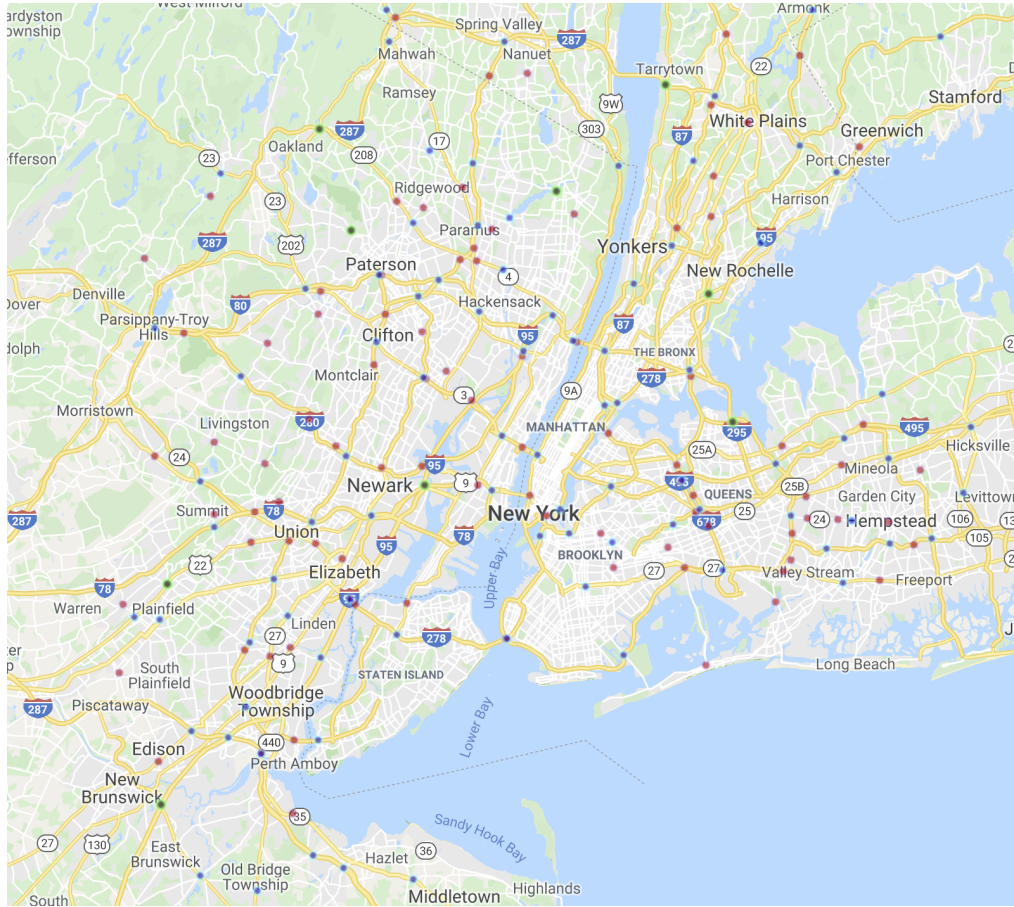 West Milford
Armonk
ardyston
ownship
Spring Valley
287
Nanuet
Mahwah
22
Tarrytown
Ramsey
9W
Stamford
303
White Plains
287
17
87
Greenwich
Oakland
208
23
efferson
Port Chester
Ridgewood
Harrison
23
Paramus
95
287
202
Yonkers
Paterson
New Rochelle
4
Denville
80
Hackensack
Dover
Parsippany-Troy
Hills
87
Clifton
95
dolph
THE BRONX
2
Montclair
278
9A
3
Morristown
Livingston
280
MANHATTAN
495
295
Hicksville
25A
24
95
Mineola
Newark
9
495
25B
QUEENS
Garden City
Levittown
78
Summit
New York
25
24
Hempstead
106
13
287
678
Union
78
105
95
BROOKLYN
2
22
Elizabeth
27
27
Valley Stream
Freeport
78
Upper Bay
Warren
Plainfield
95
Linden
27
278
9
J
South
Plainfield
STATEN ISLAND
Long Beach
Woodbridge
Township
287
Piscataway
Lower Bay
440
Edison
Perth Amboy
New
Brunswick
35
Sandy Hook Bay
27
130
East
Brunswick
36
Hazlet
Old Bridge
Township
Highlands
Middletown
South